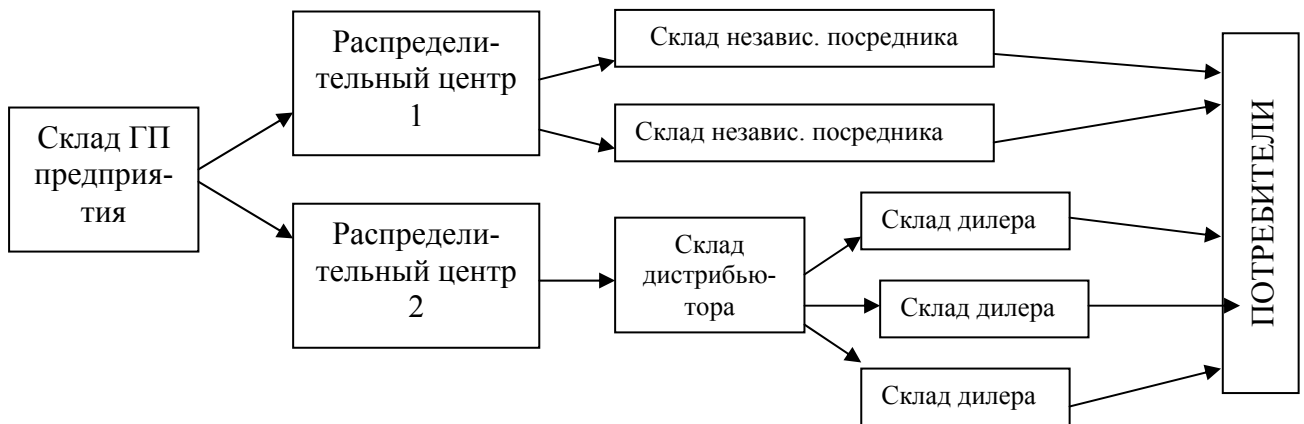 Склад ГП
предприя-
тия
Распредели-
тельный центр
1
Распредели-
тельный центр
2
Склад независ. посредника
Склад независ. посредника
Склад
дистрибью-
тора
Склад дилера
Склад дилера
Склад дилера
ПОТРЕБИТЕЛИ